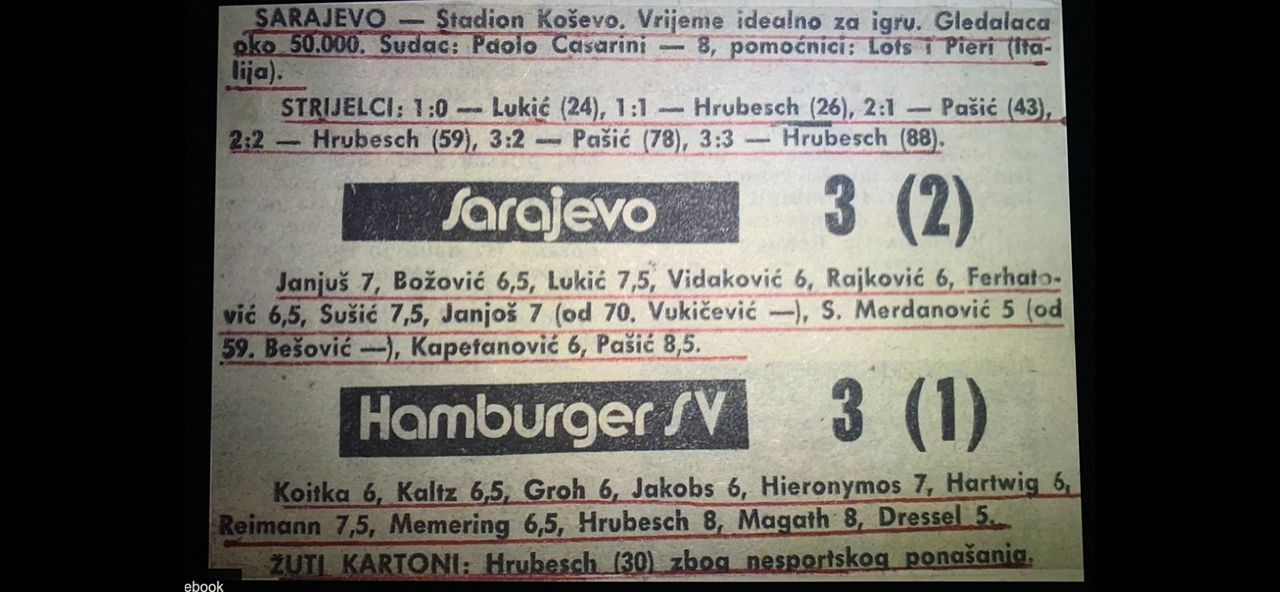 SARAJEVO — Stadion Koševo. Vrijeme idealno za igru. Gledalaca
oko 50.000. Sudac: Paolo Casarini — 8, pomoćnici: Lots i Pieri (Ita-
lija).
STRIJELCI: 1:0 — Lukić (24), 1:1 — Hrubesch (26), 2:1 — Pašić (43),
2:2 — Hrubesch (59), 3:2 — Pašić (78), 3:3 — Hrubesch (88).
Sarajevo 3 (2)
Janjuš 7, Božović 6,5, Lukić 7,5, Vidaković 6, Rajković 6, Ferhato-
vić 6,5, Sušić 7,5, Janjoš 7 (od 70. Vukičević —), S. Merdanović 5 (od
59. Bešović —), Kapetanović 6, Pašić 8,5.
Hamburger SV 3 (1)
Koitka 6, Kaltz 6,5, Groh 6, Jakobs 6, Hieronymos 7, Hartwig 6,
Reimann 7,5, Memering 6,5, Hrubesch 8, Magath 8, Dressel 5.
ŽUTI KARTONI: Hrubesch (30) zbog nesportskog ponašanja.
ebook